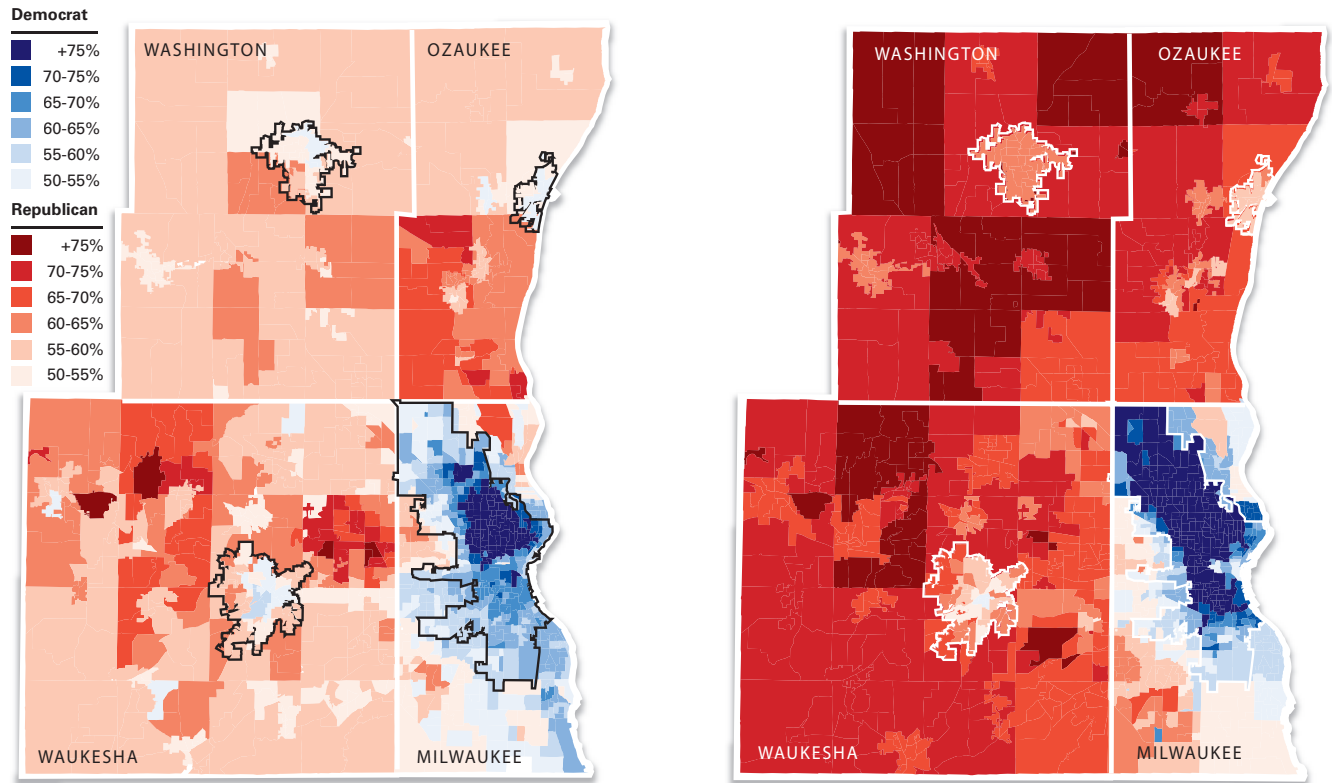 Democrat
+75%
70-75%
65-70%
60-65%
55-60%
50-55%
Republican
+75%
70-75%
65-70%
60-65%
55-60%
50-55%
WASHINGTON
OZAUKEE
WAUKESHA
MILWAUKEE
WASHINGTON
OZAUKEE
WAUKESHA
MILWAUKEE